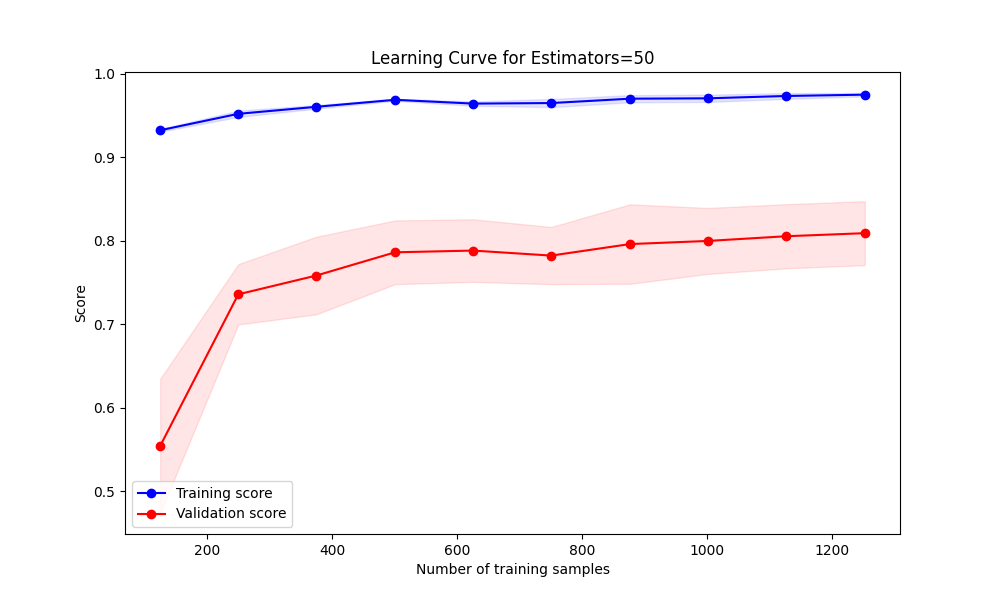 Learning Curve for Estimators=50
Score
1.0
0.9
0.8
0.7
0.6
0.5
Training score
Validation score
200 400 600 800 1000 1200
Number of training samples